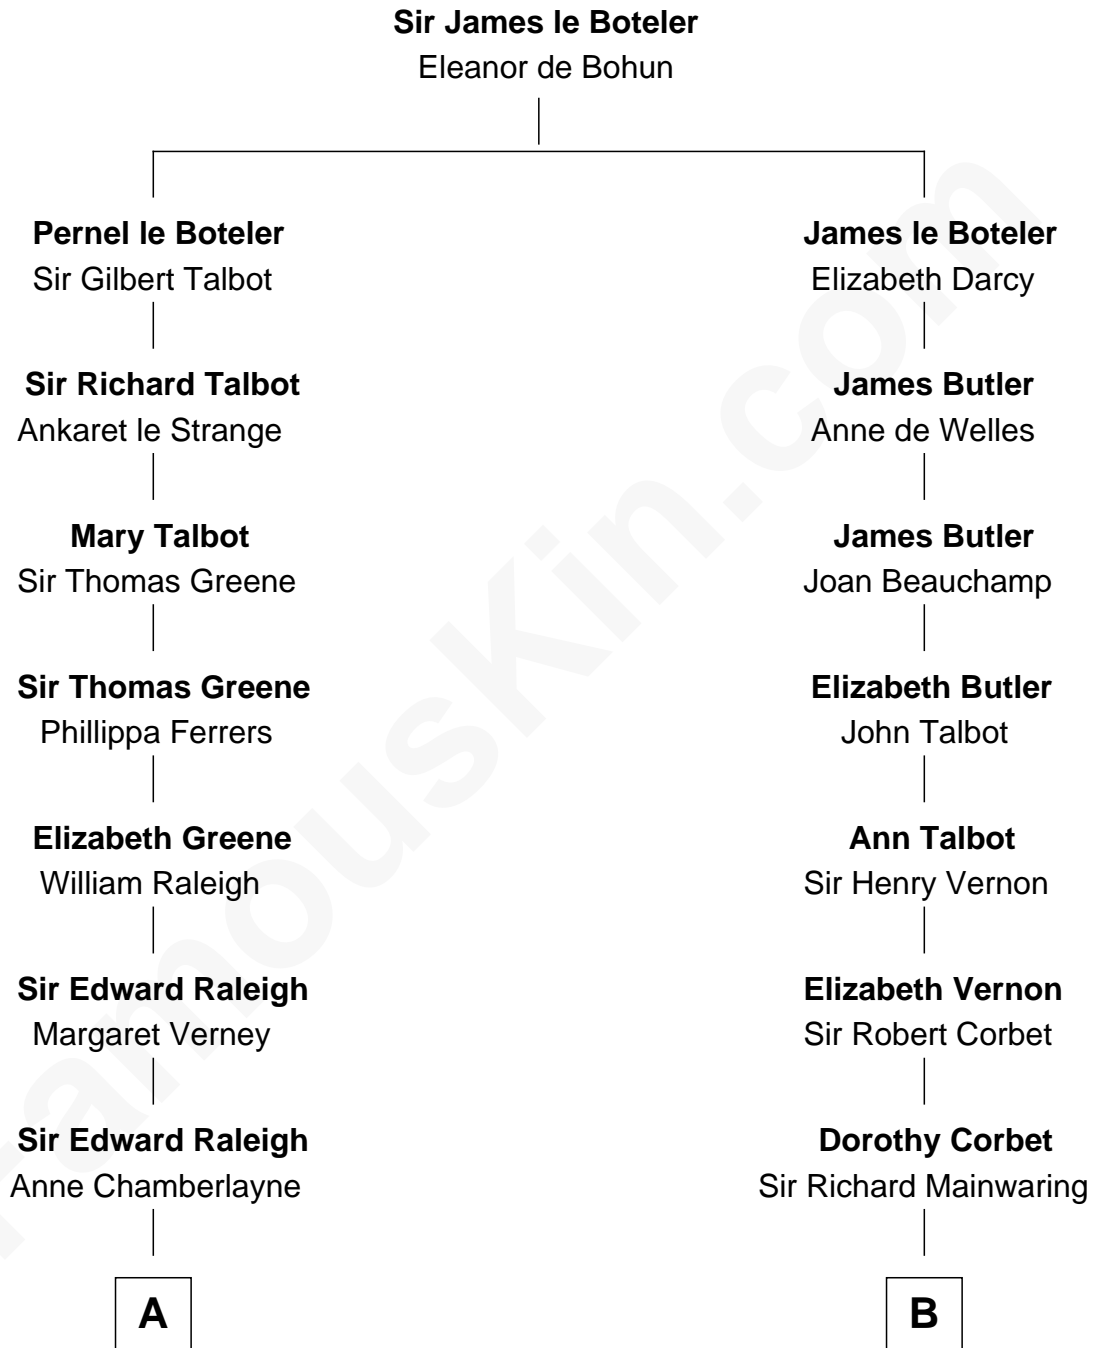 Sir James le Boteler
Eleanor de Bohun
Pernel le Boteler
Sir Gilbert Talbot
James le Boteler
Elizabeth Darcy
Sir Richard Talbot
Ankaret le Strange
James Butler
Anne de Welles
Mary Talbot
Sir Thomas Greene
James Butler
Joan Beauchamp
Sir Thomas Greene
Phillippa Ferrers
Elizabeth Butler
John Talbot
Elizabeth Greene
William Raleigh
Ann Talbot
Sir Henry Vernon
Sir Edward Raleigh
Margaret Verney
Elizabeth Vernon
Sir Robert Corbet
Sir Edward Raleigh
Anne Chamberlayne
Dorothy Corbet
Sir Richard Mainwaring
A
B
FamousKin.com